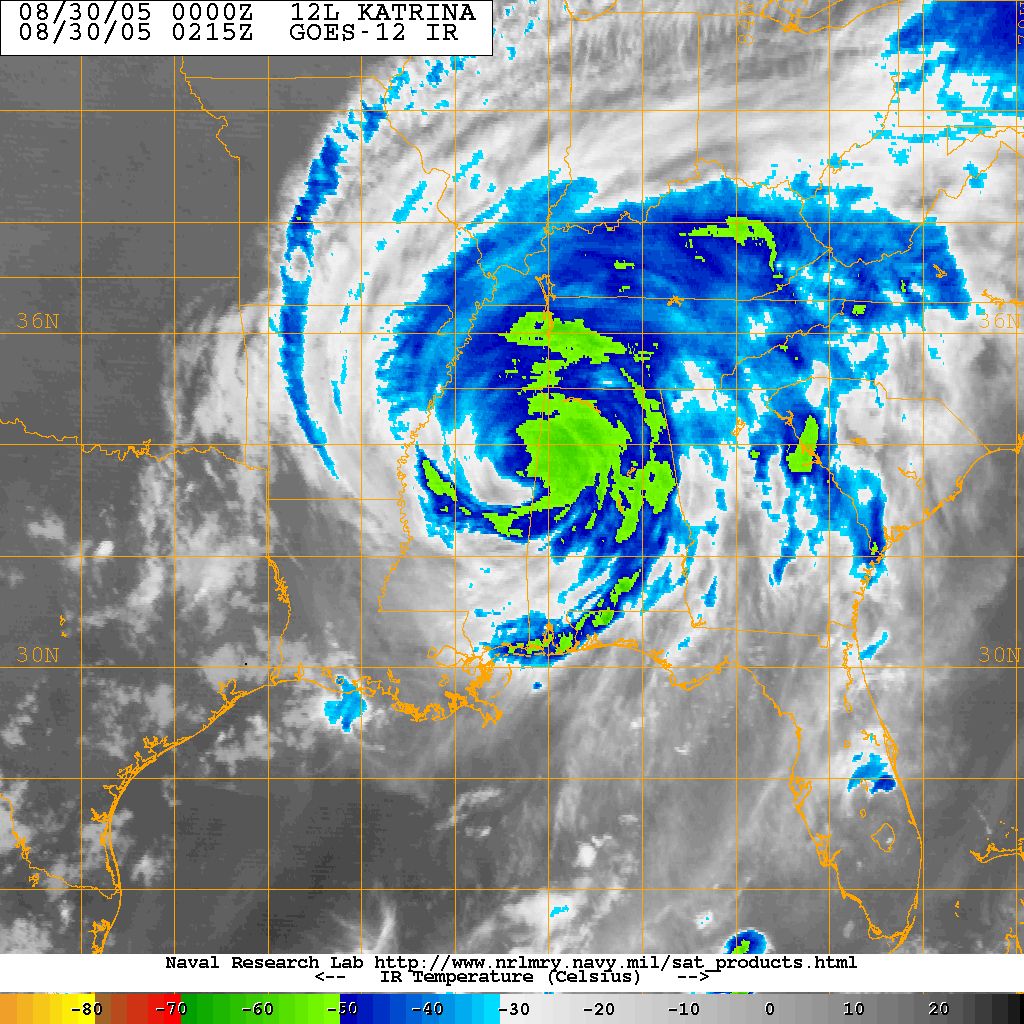 08/30/05 0000Z 12L KATRINA
08/30/05 0215Z GOES-12 IR
36N 36N
30N 30N
Naval Research Lab http://www.nrlmry.navy.mil/sat_products.html
<-- IR Temperature (Celsius) -->
-80 -70 -60 -50 -40 -30 -20 -10 0 10 20